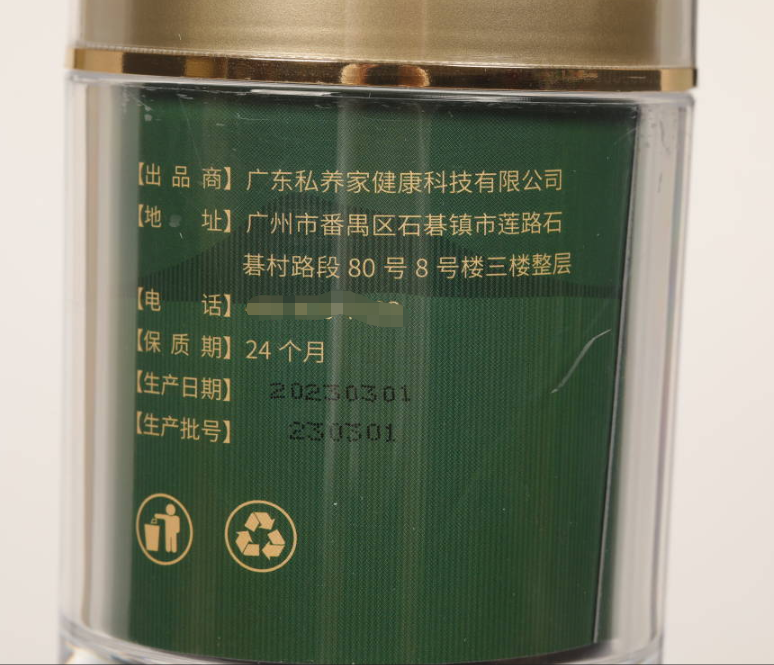 【出品商】广东私养家健康科技有限公司
【地址】广州市番禺区石碁镇市莲路石
碁村路段 80 号 8 号楼三楼整层
【电话】
【保质期】24 个月
【生产日期】 20230301
【生产批号】 230301